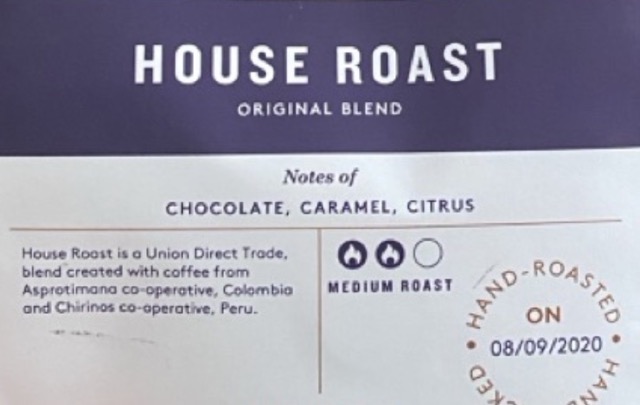 HOUSE ROAST
ORIGINAL BLEND
Notes of
CHOCOLATE, CARAMEL, CITRUS
House Roast is a Union Direct Trade,
blend created with coffee from
Asprotimana co-operative, Colombia
and Chirinos co-operative, Peru.
MEDIUM ROAST
HAND-ROASTED
ON
08/09/2020